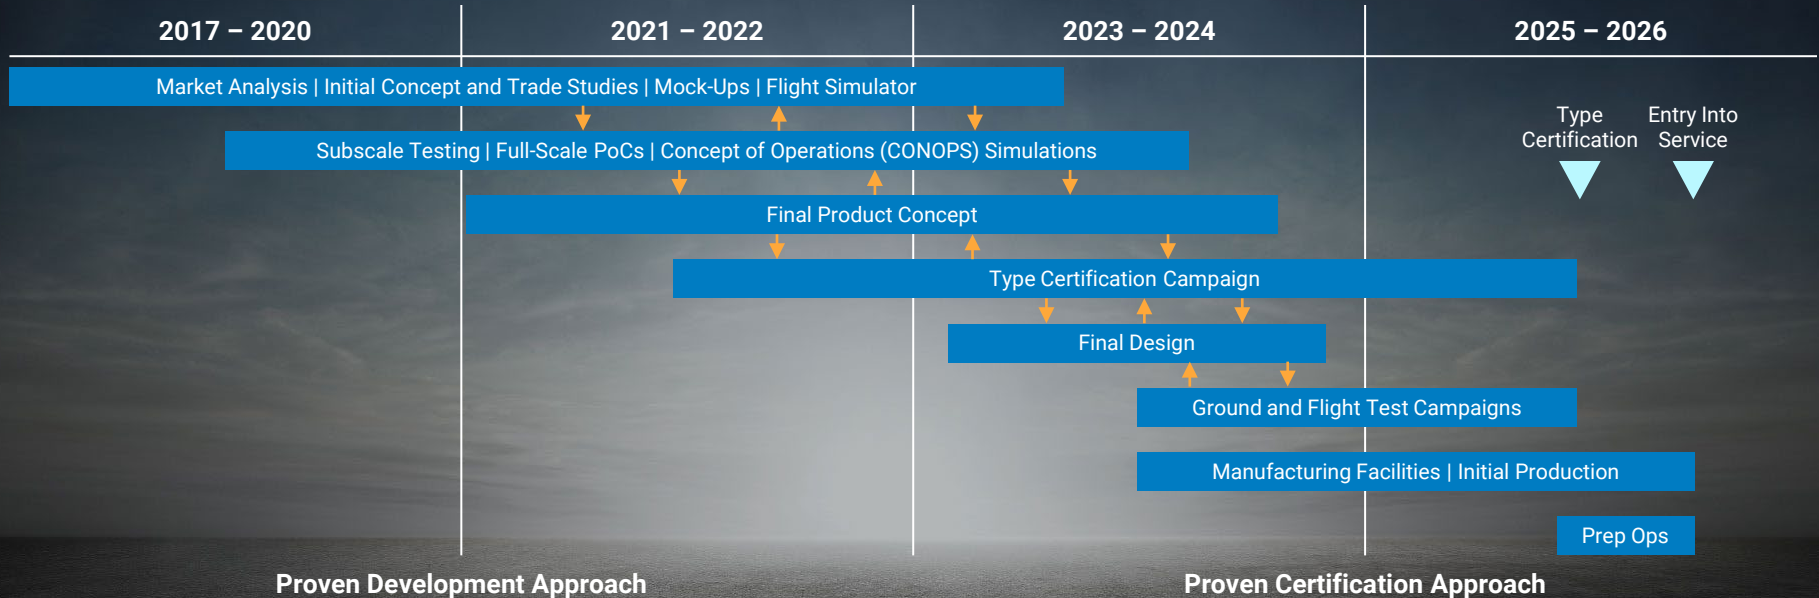 2017 – 2020
2021 – 2022
2023 – 2024
2025 – 2026
Market Analysis | Initial Concept and Trade Studies | Mock-Ups | Flight Simulator
Type
Certification
Entry Into
Service
Subscale Testing | Full-Scale PoCs | Concept of Operations (CONOPS) Simulations
Final Product Concept
Type Certification Campaign
Final Design
Ground and Flight Test Campaigns
Manufacturing Facilities | Initial Production
Prep Ops
Proven Development Approach
Proven Certification Approach